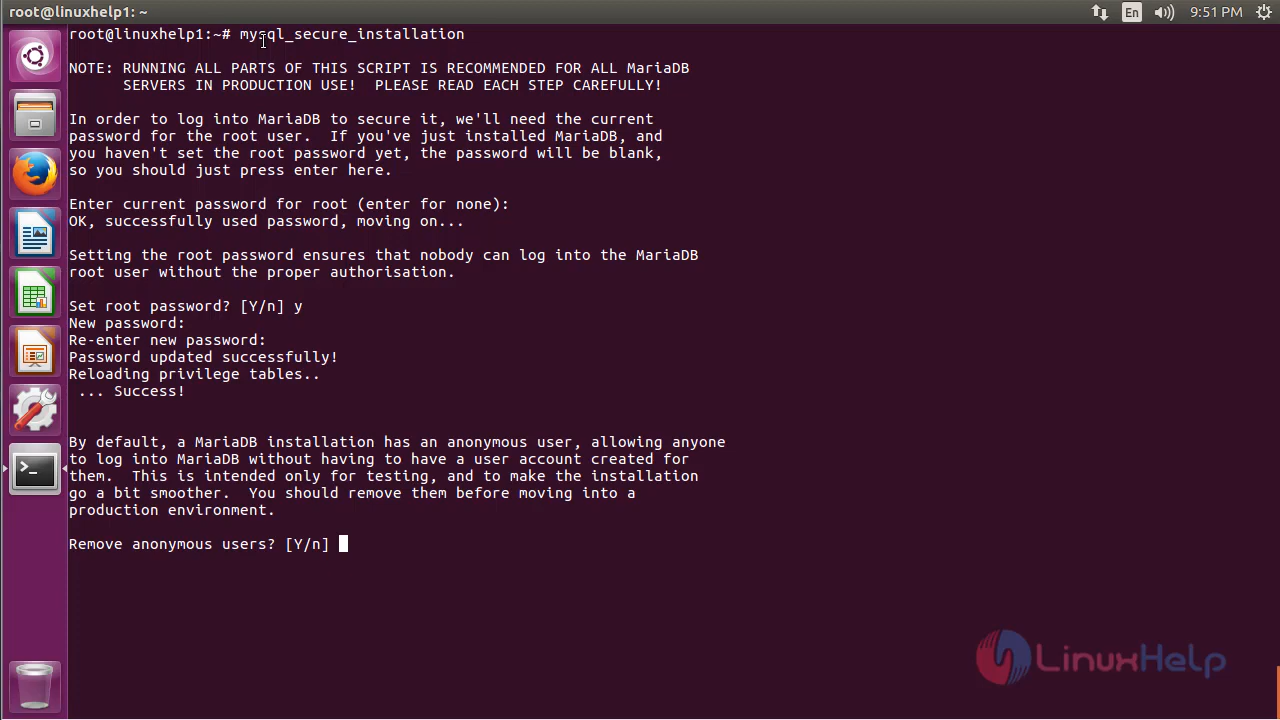 root@linuxhelp1: ~
En
9:51 PM
root@linuxhelp1:~# mysql_secure_installation
NOTE: RUNNING ALL PARTS OF THIS SCRIPT IS RECOMMENDED FOR ALL MariaDB
SERVERS IN PRODUCTION USE!  PLEASE READ EACH STEP CAREFULLY!
In order to log into MariaDB to secure it, we'll need the current
password for the root user.  If you've just installed MariaDB, and
you haven't set the root password yet, the password will be blank,
so you should just press enter here.
Enter current password for root (enter for none):
OK, successfully used password, moving on...
Setting the root password ensures that nobody can log into the MariaDB
root user without the proper authorisation.
Set root password? [Y/n] y
New password:
Re-enter new password:
Password updated successfully!
Reloading privilege tables..
... Success!
By default, a MariaDB installation has an anonymous user, allowing anyone
to log into MariaDB without having to have a user account created for
them.  This is intended only for testing, and to make the installation
go a bit smoother.  You should remove them before moving into a
production environment.
Remove anonymous users? [Y/n]
LinuxHelp